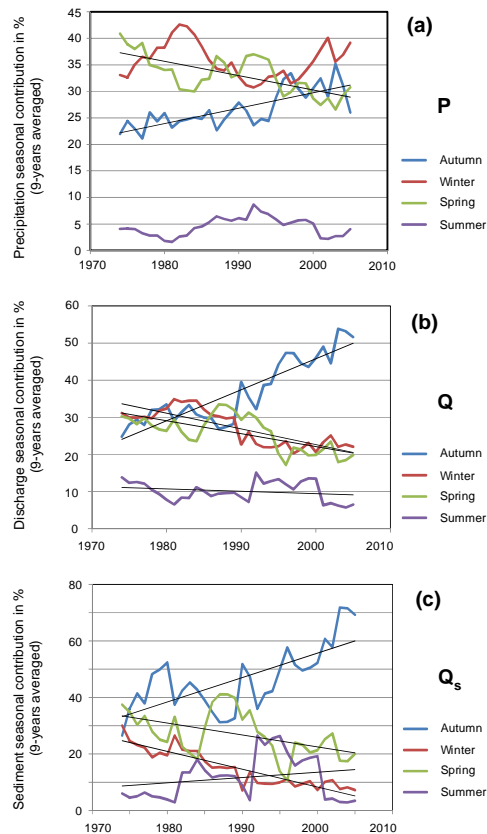 (a)
Precipitation seasonal contribution in %
(9-years averaged)
45
40
35
30
25
20
15
10
5
0
1970
1980
1990
2000
2010
P
Autumn
Winter
Spring
Summer
(b)
Discharge seasonal contribution in %
(9-years averaged)
60
50
40
30
20
10
0
1970
1980
1990
2000
2010
Q
Autumn
Winter
Spring
Summer
(c)
Sediment seasonal contribution in %
(9-years averaged)
80
60
40
20
0
1970
1980
1990
2000
2010
Qs
Autumn
Winter
Spring
Summer